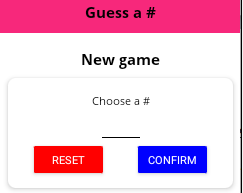 Guess a #
New game
Choose a #
RESET CONFIRM